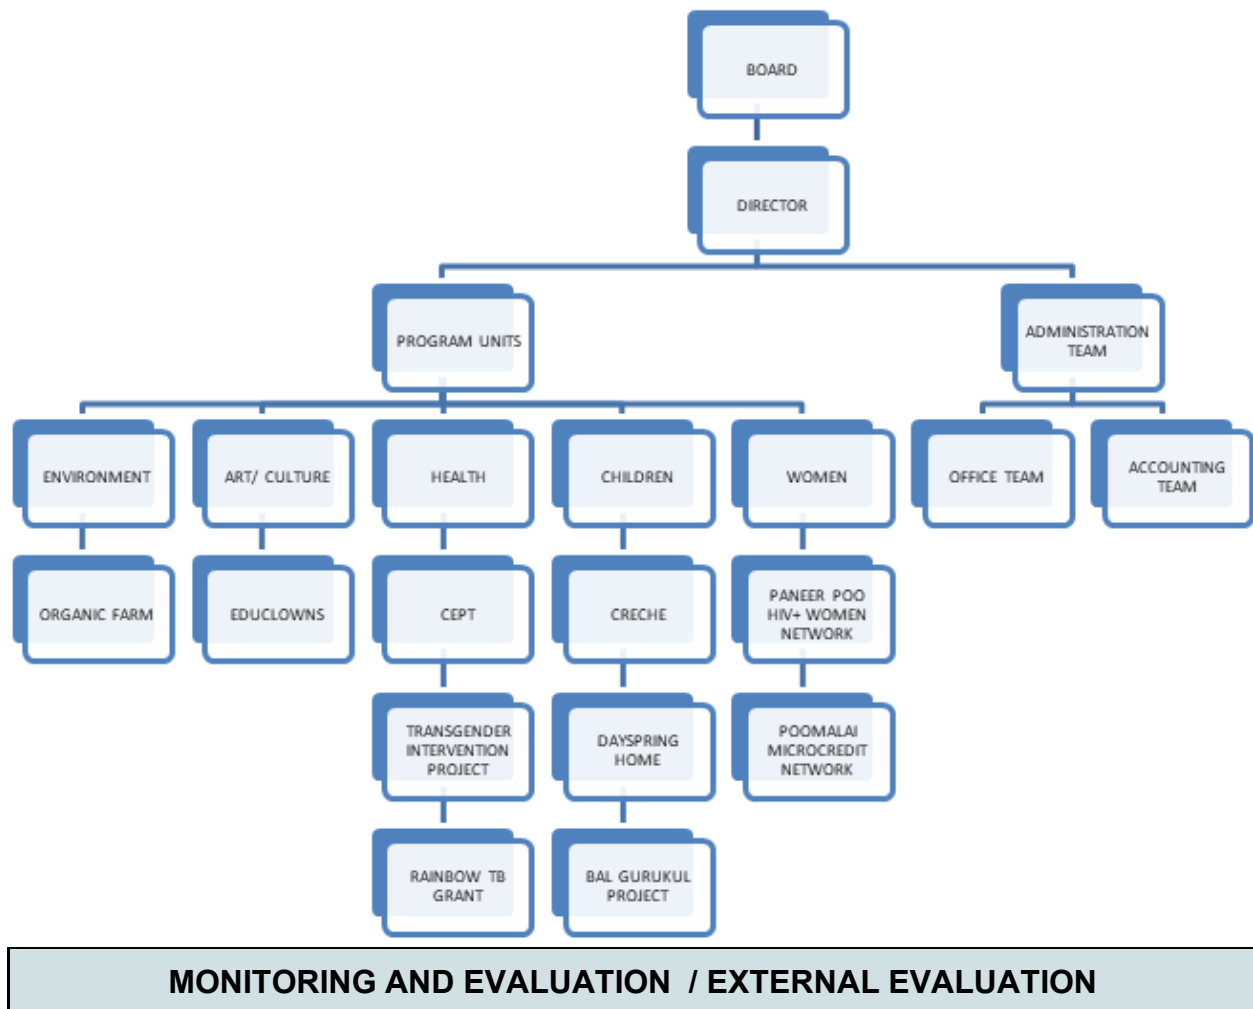 BOARD
DIRECTOR
PROGRAM UNITS
ADMINISTRATION
TEAM
ENVIRONMENT
ART/ CULTURE
HEALTH
CHILDREN
WOMEN
OFFICE TEAM
ACCOUNTING
TEAM
ORGANIC FARM
EDUCLOWNS
CEPT
CRECHE
PANEER POO
HIV+ WOMEN
NETWORK
TRANSGENDER
INTERVENTION
PROJECT
DAYSPRING
HOME
POOMALAI
MICROCREDIT
NETWORK
RAINBOW TB
GRANT
BAL GURUKUL
PROJECT
MONITORING AND EVALUATION / EXTERNAL EVALUATION